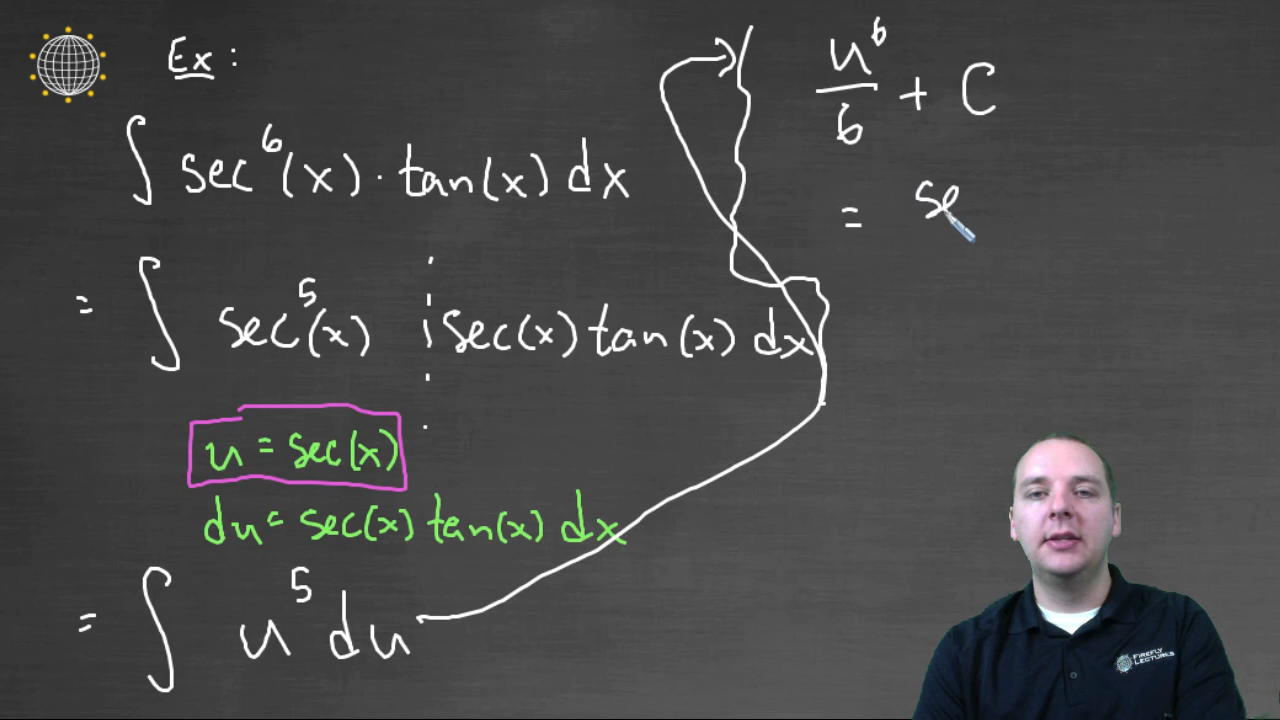 Ex:
∫ sec⁶(x) · tan(x) dx
= ∫ sec⁵(x) ¦ sec(x) tan(x) dx
u = sec(x)
du = sec(x) tan(x) dx
= ∫ u⁵ du
u⁶/6 + C
= se
FIREFLY
LECTURES